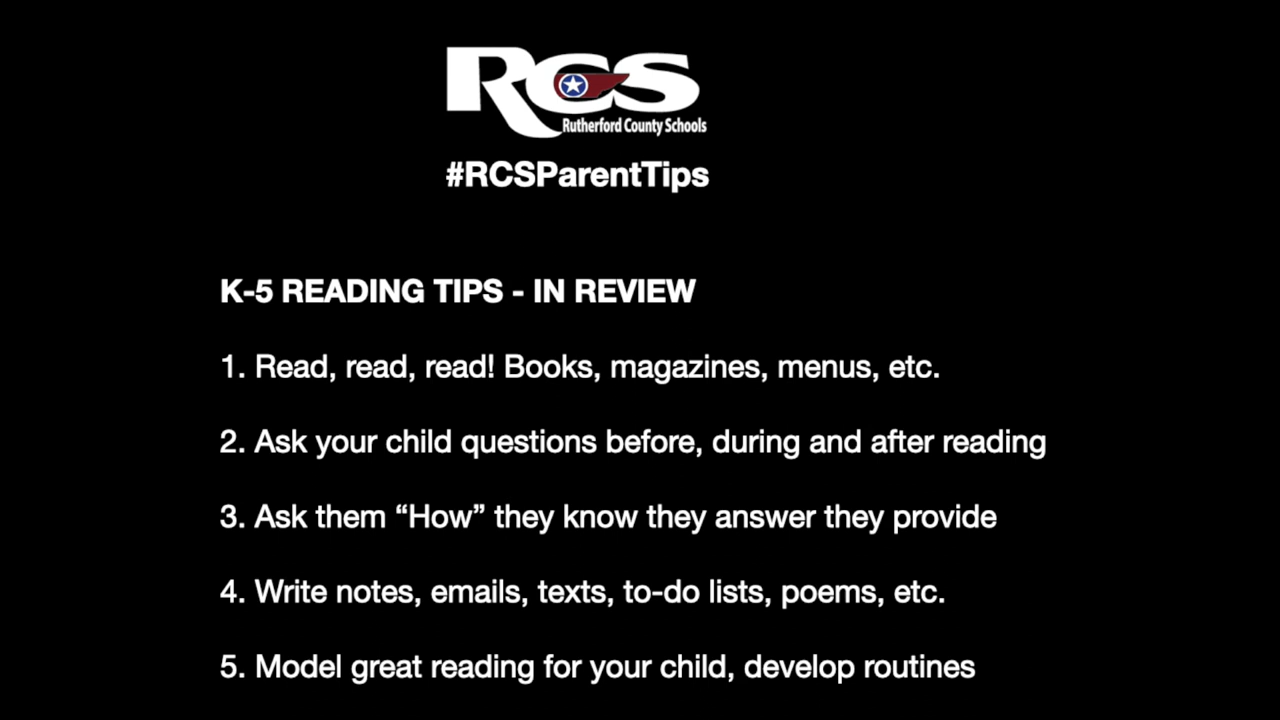 RCS
Rutherford County Schools
#RCSParentTips
K-5 READING TIPS - IN REVIEW
1. Read, read, read! Books, magazines, menus, etc.
2. Ask your child questions before, during and after reading
3. Ask them “How” they know they answer they provide
4. Write notes, emails, texts, to-do lists, poems, etc.
5. Model great reading for your child, develop routines